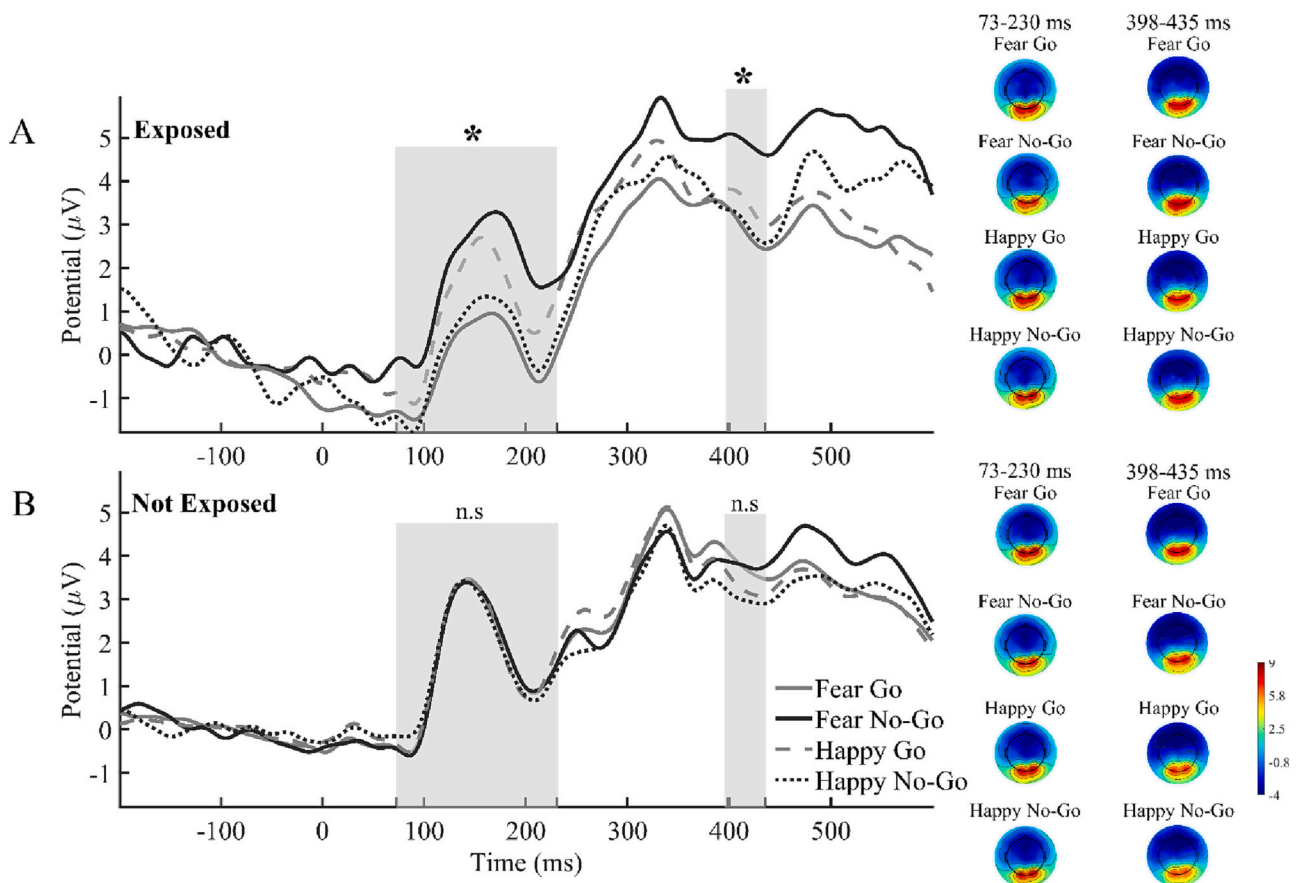 73-230 ms 398-435 ms
Fear Go Fear Go
Fear No-Go Fear No-Go
Happy Go Happy Go
Happy No-Go Happy No-Go
A
Exposed
*
*
Potential (μV)
5
4
3
2
1
0
-1
-100 0 100 200 300 400 500
B
Not Exposed
n.s
n.s
Potential (μV)
5
4
3
2
1
0
-1
-100 0 100 200 300 400 500
Time (ms)
Fear Go
Fear No-Go
Happy Go
Happy No-Go
73-230 ms 398-435 ms
Fear Go Fear Go
Fear No-Go Fear No-Go
Happy Go Happy Go
Happy No-Go Happy No-Go
9
5.8
2.5
-0.8
-4